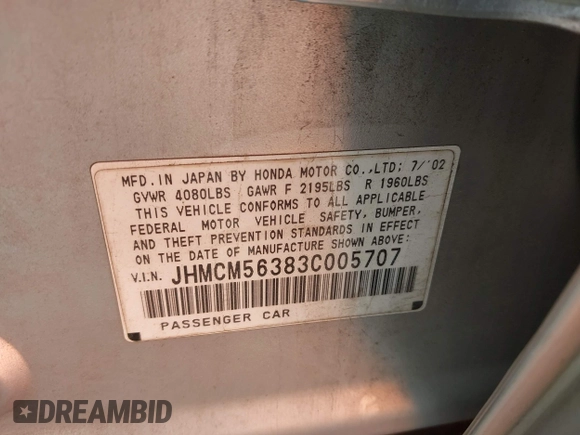 MFD. IN JAPAN BY HONDA MOTOR CO.,LTD; 7/'02
GVWR 4080LBS GAWR F 2195LBS R 1960LBS
THIS VEHICLE CONFORMS TO ALL APPLICABLE
FEDERAL MOTOR VEHICLE SAFETY, BUMPER,
AND THEFT PREVENTION STANDARDS IN EFFECT
ON THE DATE OF MANUFACTURE SHOWN ABOVE:
V.I.N. JHMCM56383C005707
PASSENGER CAR
DREAMBID